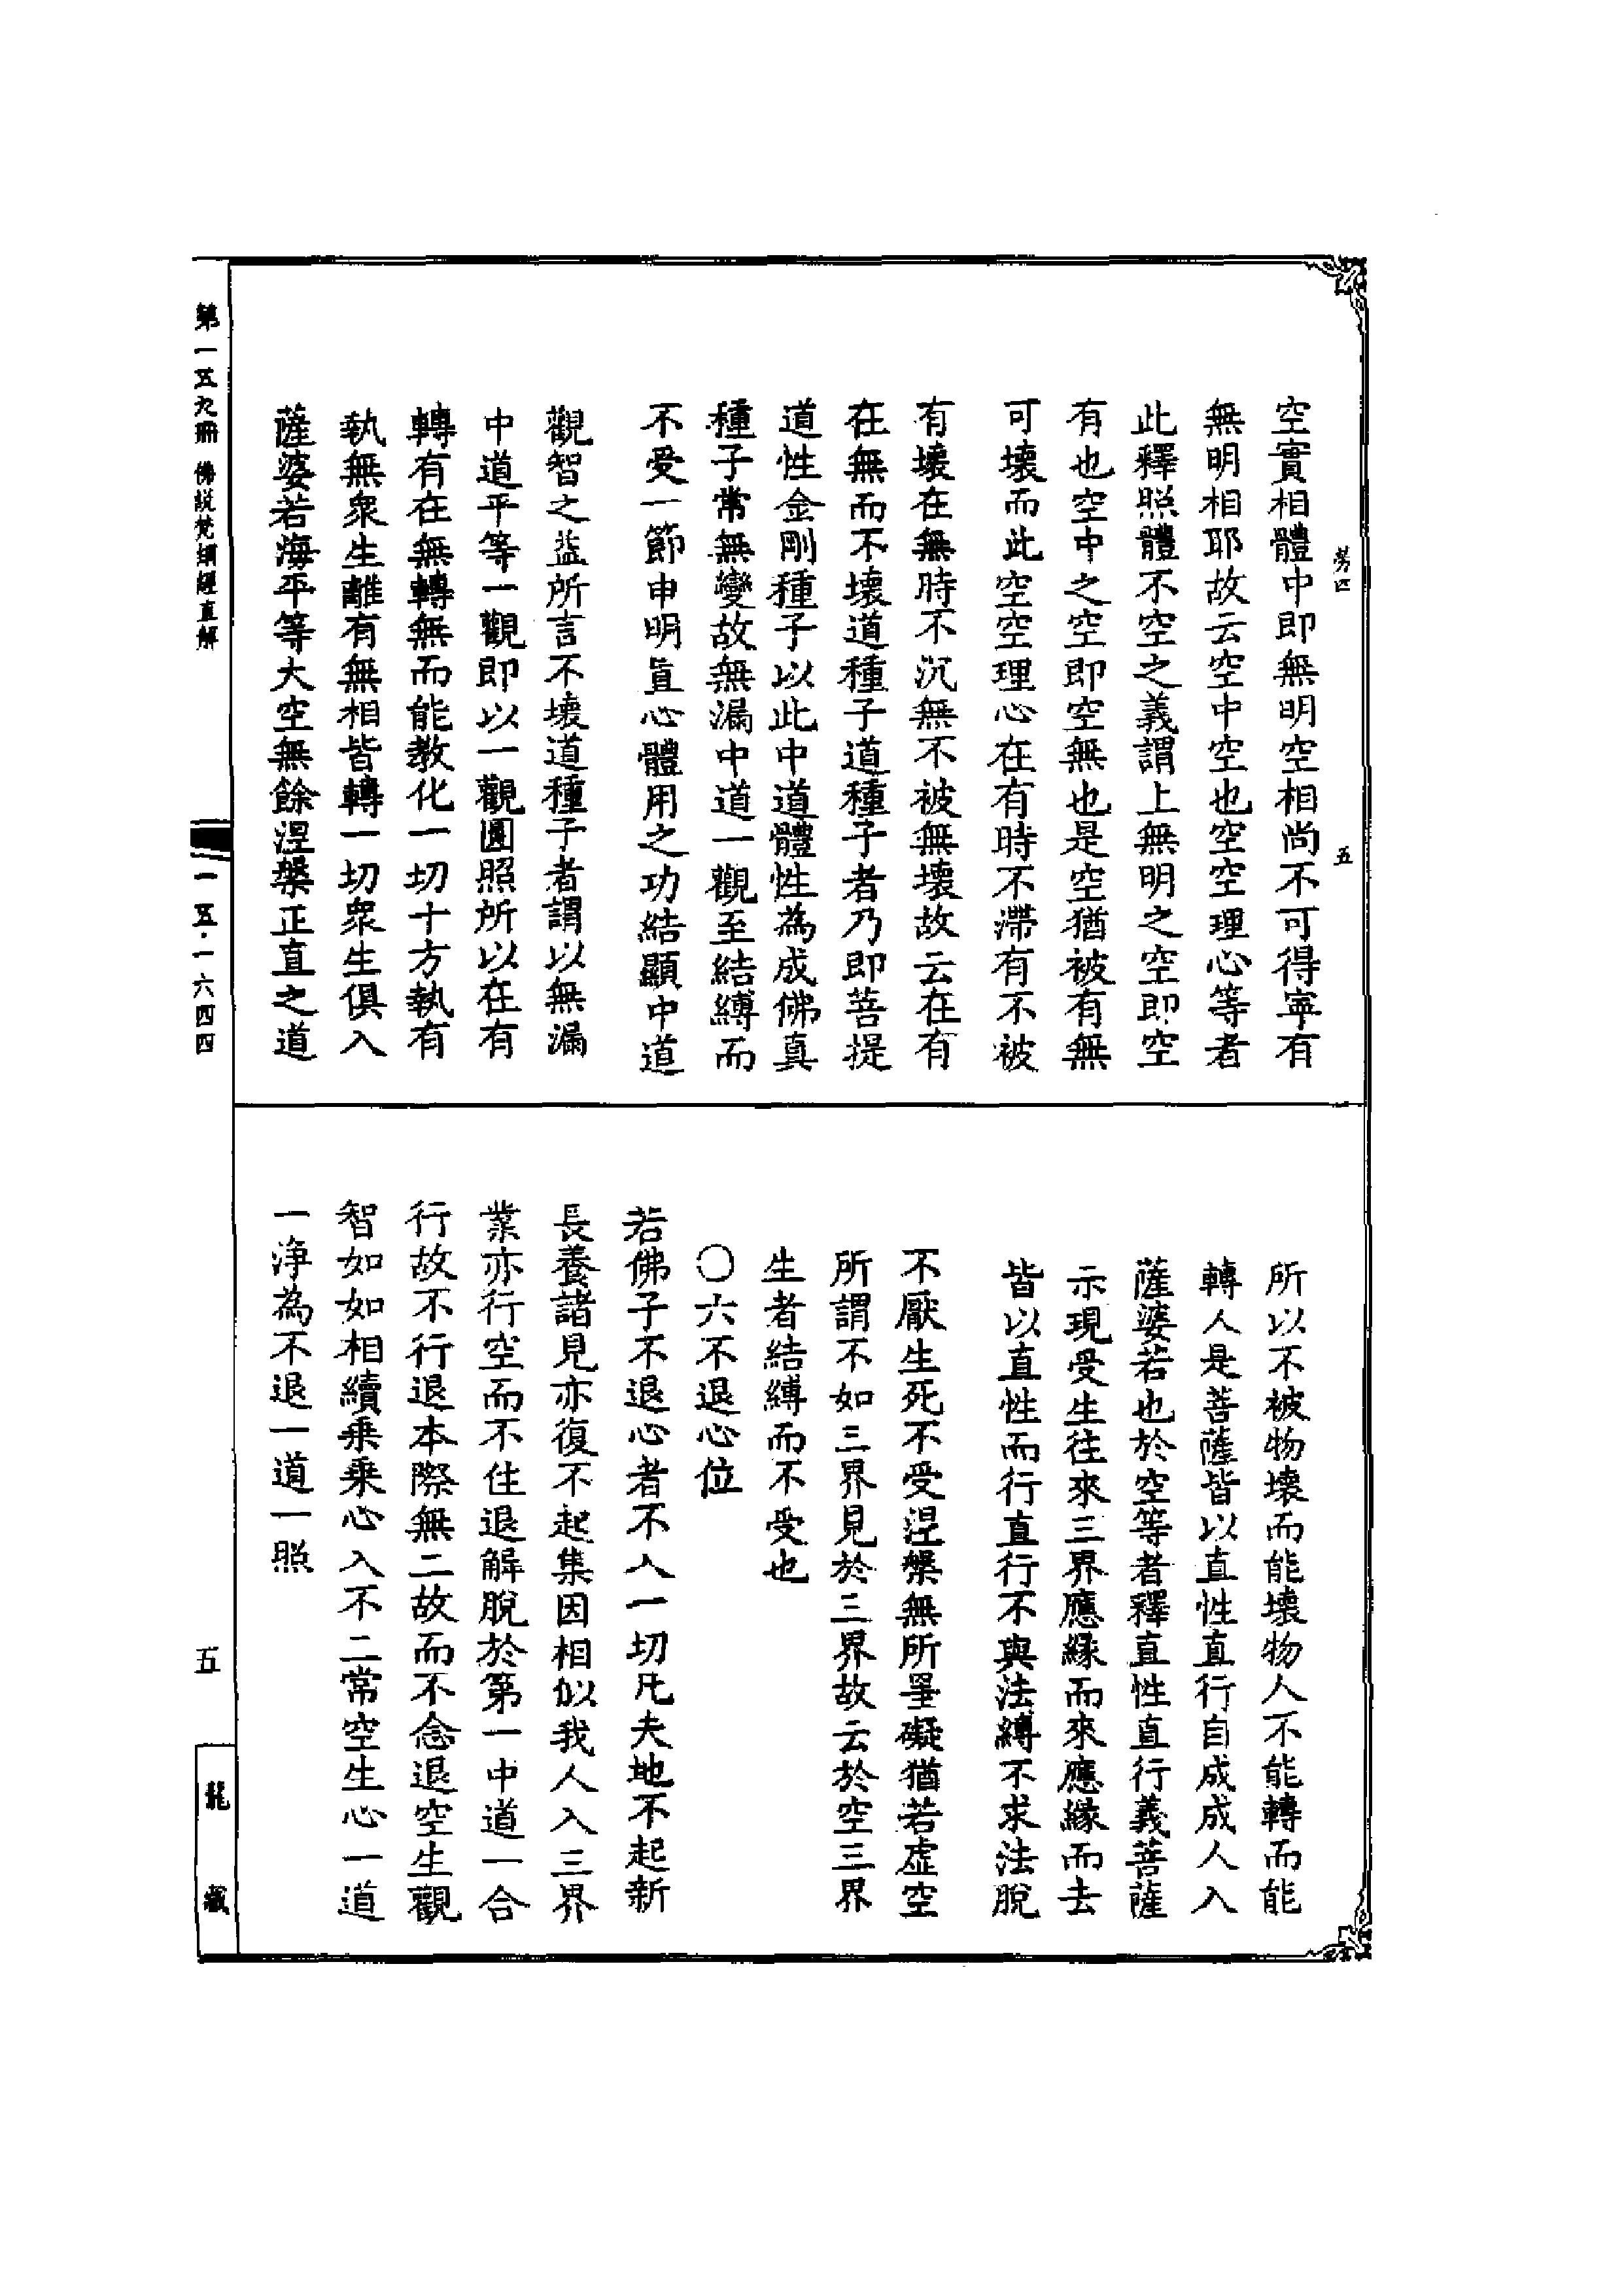 五
空實相體中即無明空相尚不可得寧有
無明相耶故云空中空也空空理心等者
此釋照體不空之義謂上無明之空即空
有也空中之空即空無也是空猶被有無
可壞而此空空理心在有時不滯有不被
有壞在無時不沉無不被無壞故云在有
在無而不壞道種子道種子者乃即菩提
道性金剛種子以此中道體性為成佛真
種子常無變故無漏中道一觀至結縛而
不受一節申明直心體用之功結顯中道
觀智之益所言不壞道種子者謂以無漏
中道平等一觀即以一觀圓照所以在有
轉有在無轉無而能教化一切十方執有
執無衆生離有無相皆轉一切衆生俱入
薩婆若海平等大空無餘涅槃正直之道
所以不被物壞而能壞物人不能轉而能
轉人是菩薩皆以直性直行自成成人入
薩婆若也於空等者釋直性直行義菩薩
示現受生往來三界應緣而來應緣而去
皆以直性而行直行不與法縛不求法脫
不厭生死不受涅槃無所罣礙猶若虛空
所謂不如三界見於三界故云於空三界
生者結縛而不受也
〇六不退心位
若佛子不退心者不入一切凡夫地不起新
長養諸見亦復不起集因相似我人入三界
業亦行空而不住退解脫於第一中道一合
行故不行退本際無二故而不念退空生觀
智如如相續乗乗心入不二常空生心一道
一淨為不退一道一照
第一五九冊 佛説梵網經直解
一五·一六四四
五
龍藏